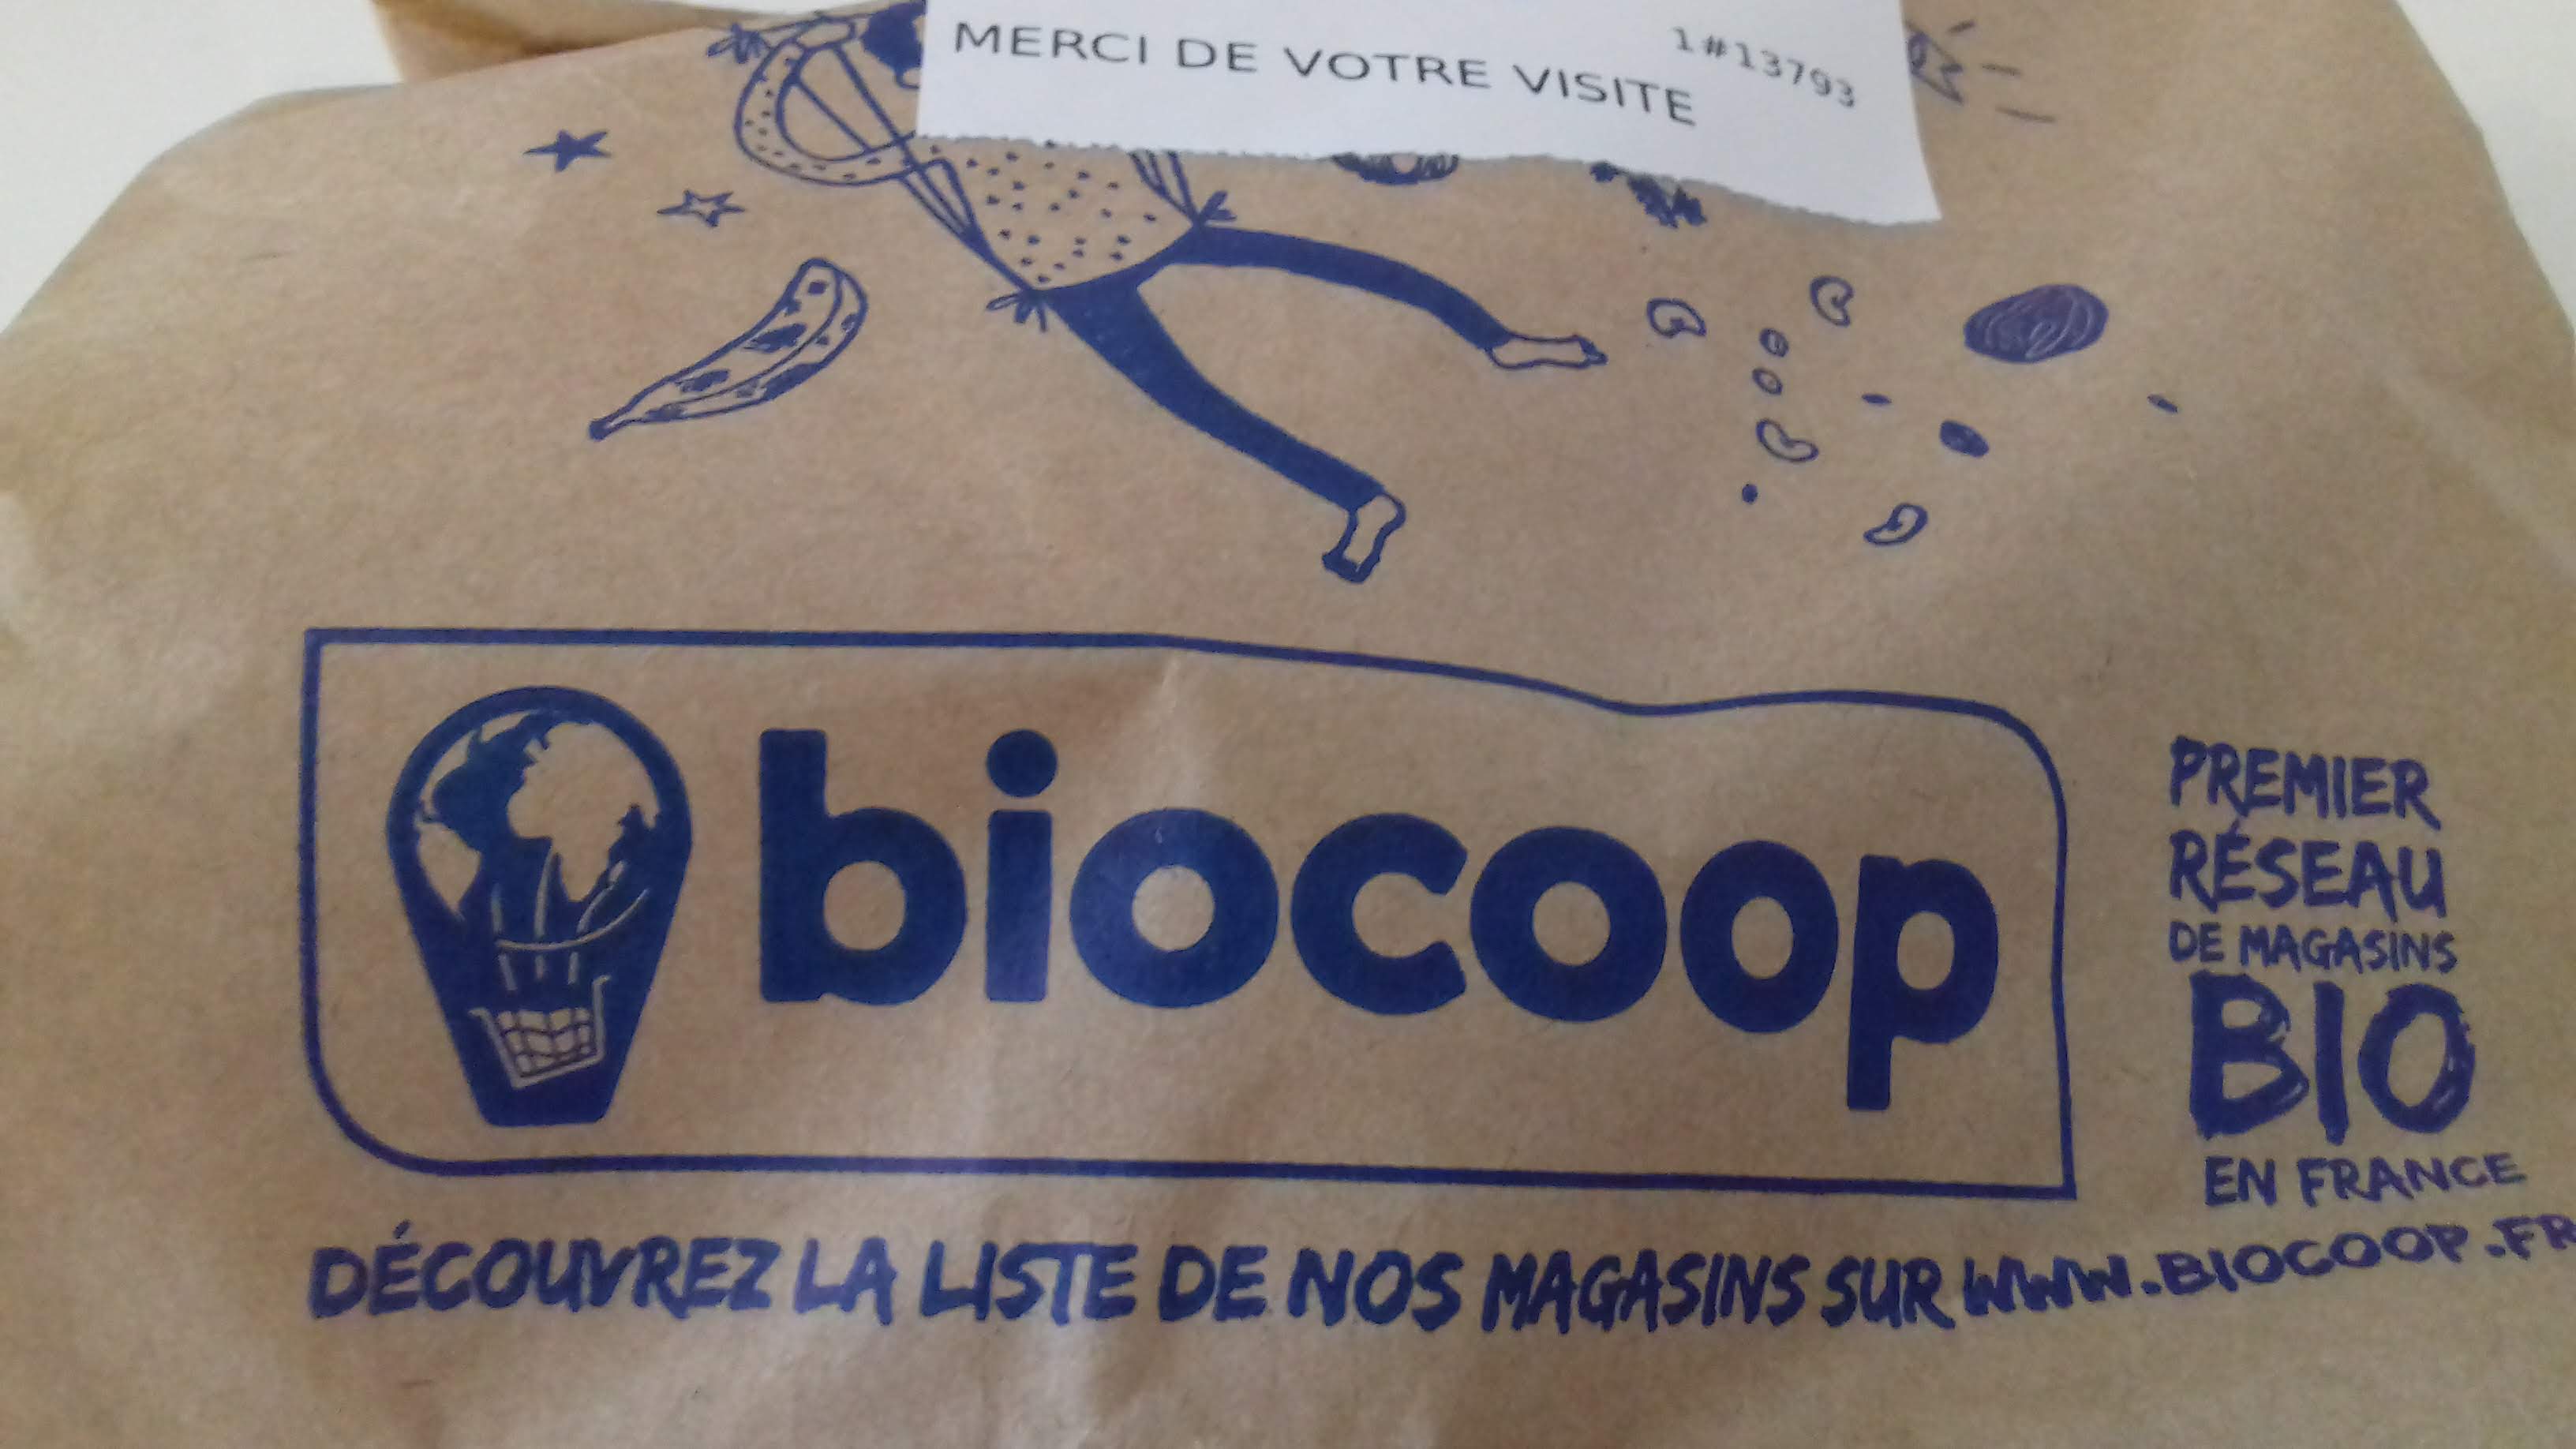 1#13793
MERCI DE VOTRE VISITE
biocoop
PREMIER
RÉSEAU
DE MAGASINS
BIO
EN FRANCE
DÉCOUVREZ LA LISTE DE NOS MAGASINS SUR WWW.BIOCOOP.FR